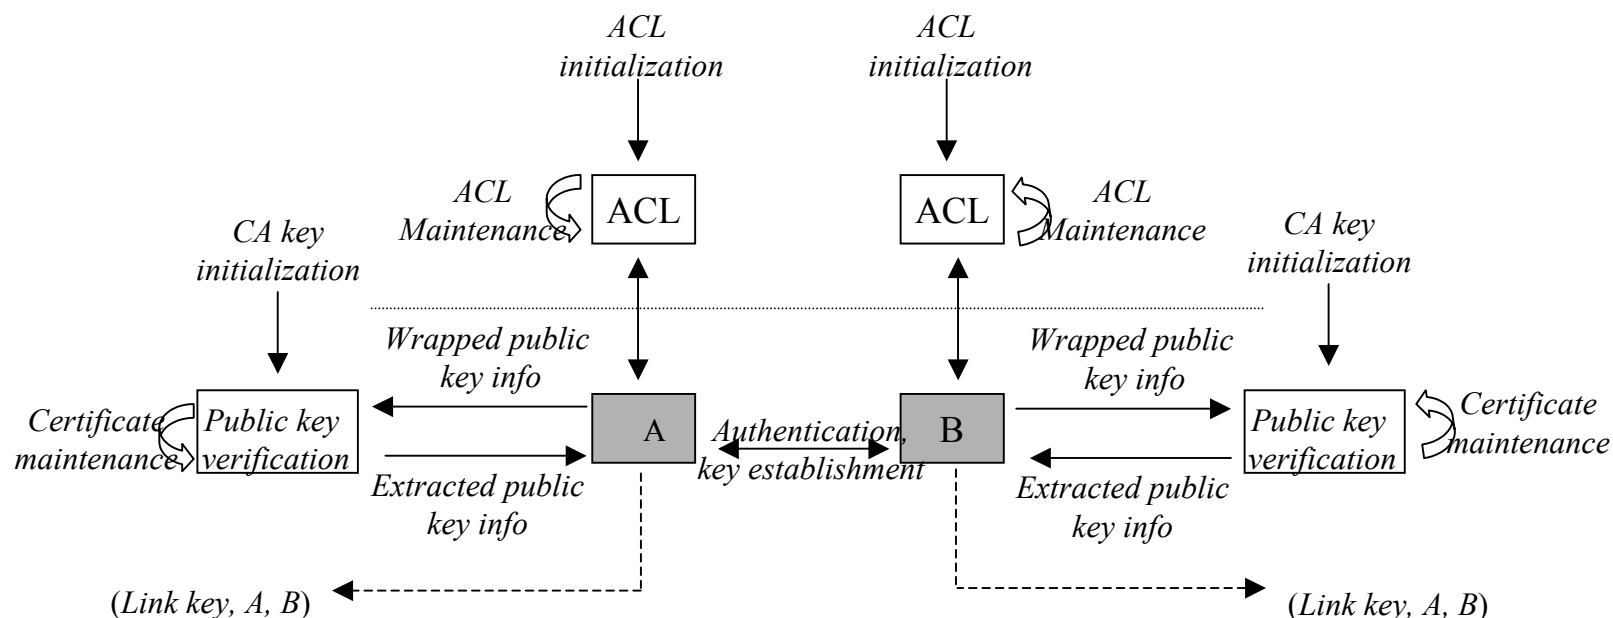 ACL
initialization
ACL
initialization
ACL
Maintenance
ACL
ACL
ACL
Maintenance
CA key
initialization
CA key
initialization
Wrapped public
key info
Wrapped public
key info
Certificate
maintenance
Public key
verification
A
Authentication,
key establishment
B
Public key
verification
Certificate
maintenance
Extracted public
key info
Extracted public
key info
(Link key, A, B)
(Link key, A, B)